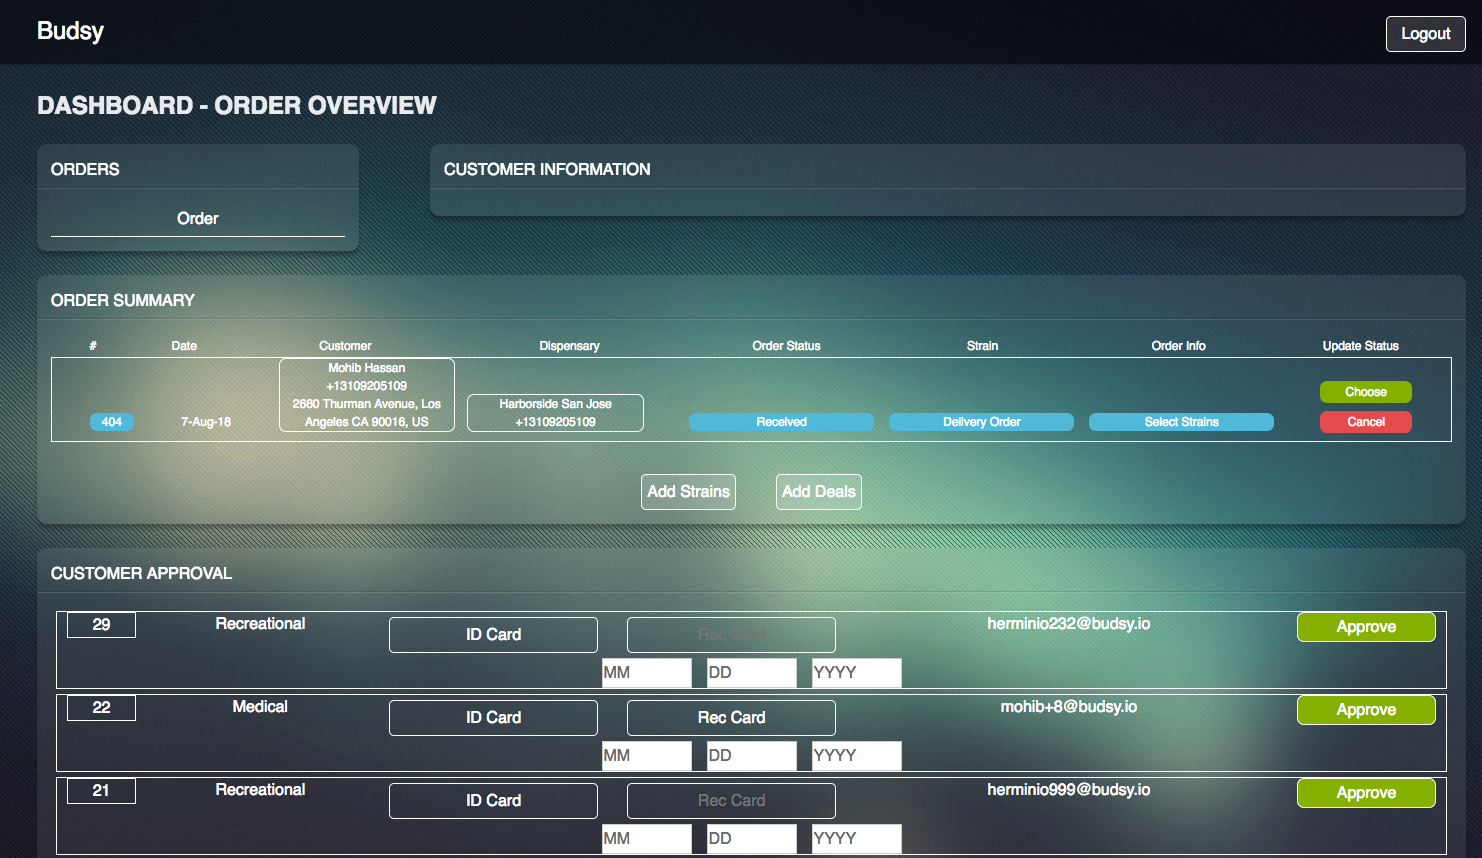 Budsy
Logout
DASHBOARD - ORDER OVERVIEW
ORDERS
CUSTOMER INFORMATION
Order
ORDER SUMMARY
# Date Customer Dispensary Order Status Strain Order Info Update Status
Mohib Hassan
+13109205109
2660 Thurman Avenue, Los
Angeles CA 90016, US
Harborside San Jose
+13109205109
404 7-Aug-18 Received Delivery Order Select Strains
Choose
Cancel
Add Strains Add Deals
CUSTOMER APPROVAL
29 Recreational ID Card Rec Card herminio232@budsy.io Approve
MM DD YYYY
22 Medical ID Card Rec Card mohib+8@budsy.io Approve
MM DD YYYY
21 Recreational ID Card Rec Card herminio999@budsy.io Approve
MM DD YYYY